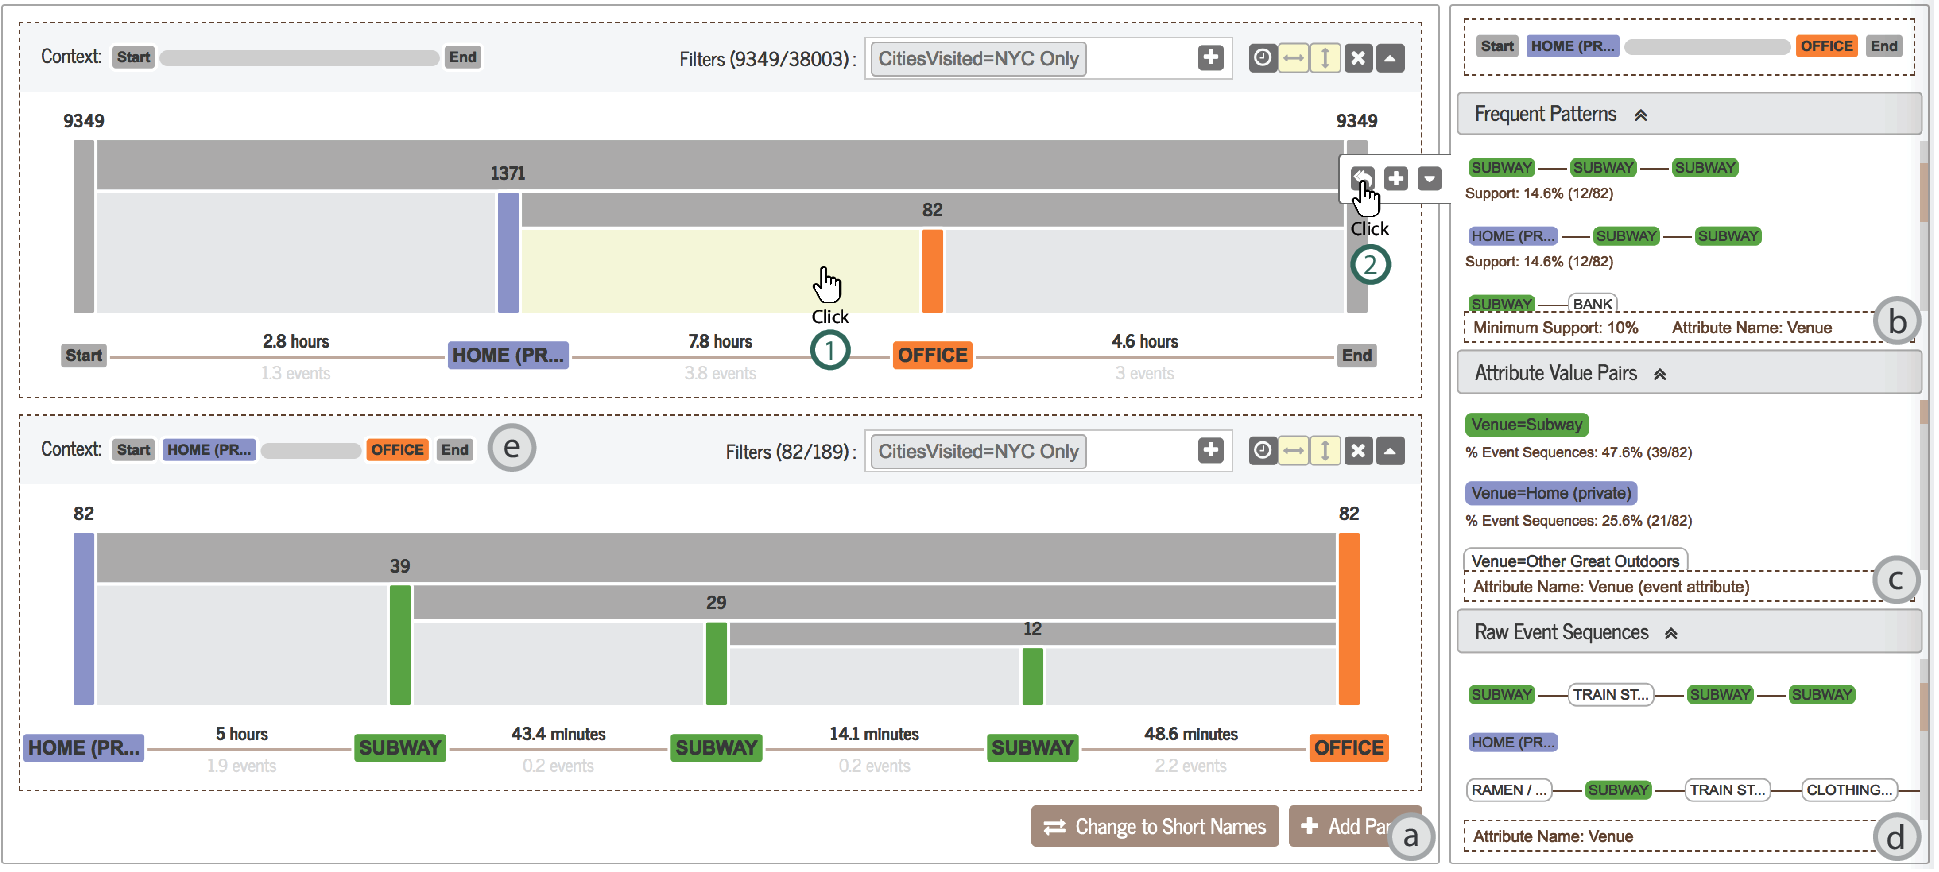 Context: Start End Filters (9349/38003) : CitiesVisited=NYC Only
9349 9349
1371
82
Click
Click
1
2
2.8 hours 7.8 hours 4.6 hours
Start HOME (PR... OFFICE End
1.3 events 3.8 events 3 events
Context: Start HOME (PR... OFFICE End e Filters (82/189) : CitiesVisited=NYC Only
82 82
39
29
12
5 hours 43.4 minutes 14.1 minutes 48.6 minutes
HOME (PR... SUBWAY SUBWAY SUBWAY OFFICE
1.9 events 0.2 events 0.2 events 2.2 events
Change to Short Names Add Pa a
Start HOME (PR... OFFICE End
Frequent Patterns
SUBWAY SUBWAY SUBWAY
Support: 14.6% (12/82)
HOME (PR... SUBWAY SUBWAY
Support: 14.6% (12/82)
SUBWAY BANK
Minimum Support: 10% Attribute Name: Venue b
Attribute Value Pairs
Venue=Subway
% Event Sequences: 47.6% (39/82)
Venue=Home (private)
% Event Sequences: 25.6% (21/82)
Venue=Other Great Outdoors
Attribute Name: Venue (event attribute) c
Raw Event Sequences
SUBWAY TRAIN ST... SUBWAY SUBWAY
HOME (PR...
RAMEN / ... SUBWAY TRAIN ST... CLOTHING...
Attribute Name: Venue d